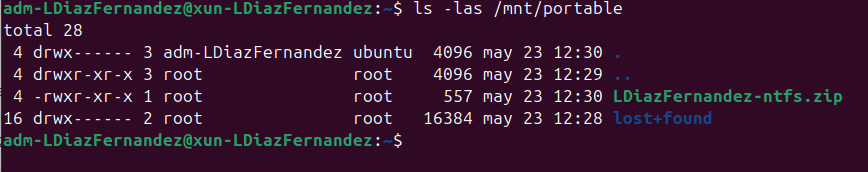 adm-LDiazFernandez@xun-LDiazFernandez:~$ ls -las /mnt/portable
total 28
 4 drwx------ 3 adm-LDiazFernandez ubuntu  4096 may 23 12:30 .
 4 drwxr-xr-x 3 root               root    4096 may 23 12:29 ..
 4 -rwxr-xr-x 1 root               root     557 may 23 12:30 LDiazFernandez-ntfs.zip
16 drwx------ 2 root               root   16384 may 23 12:28 lost+found
adm-LDiazFernandez@xun-LDiazFernandez:~$